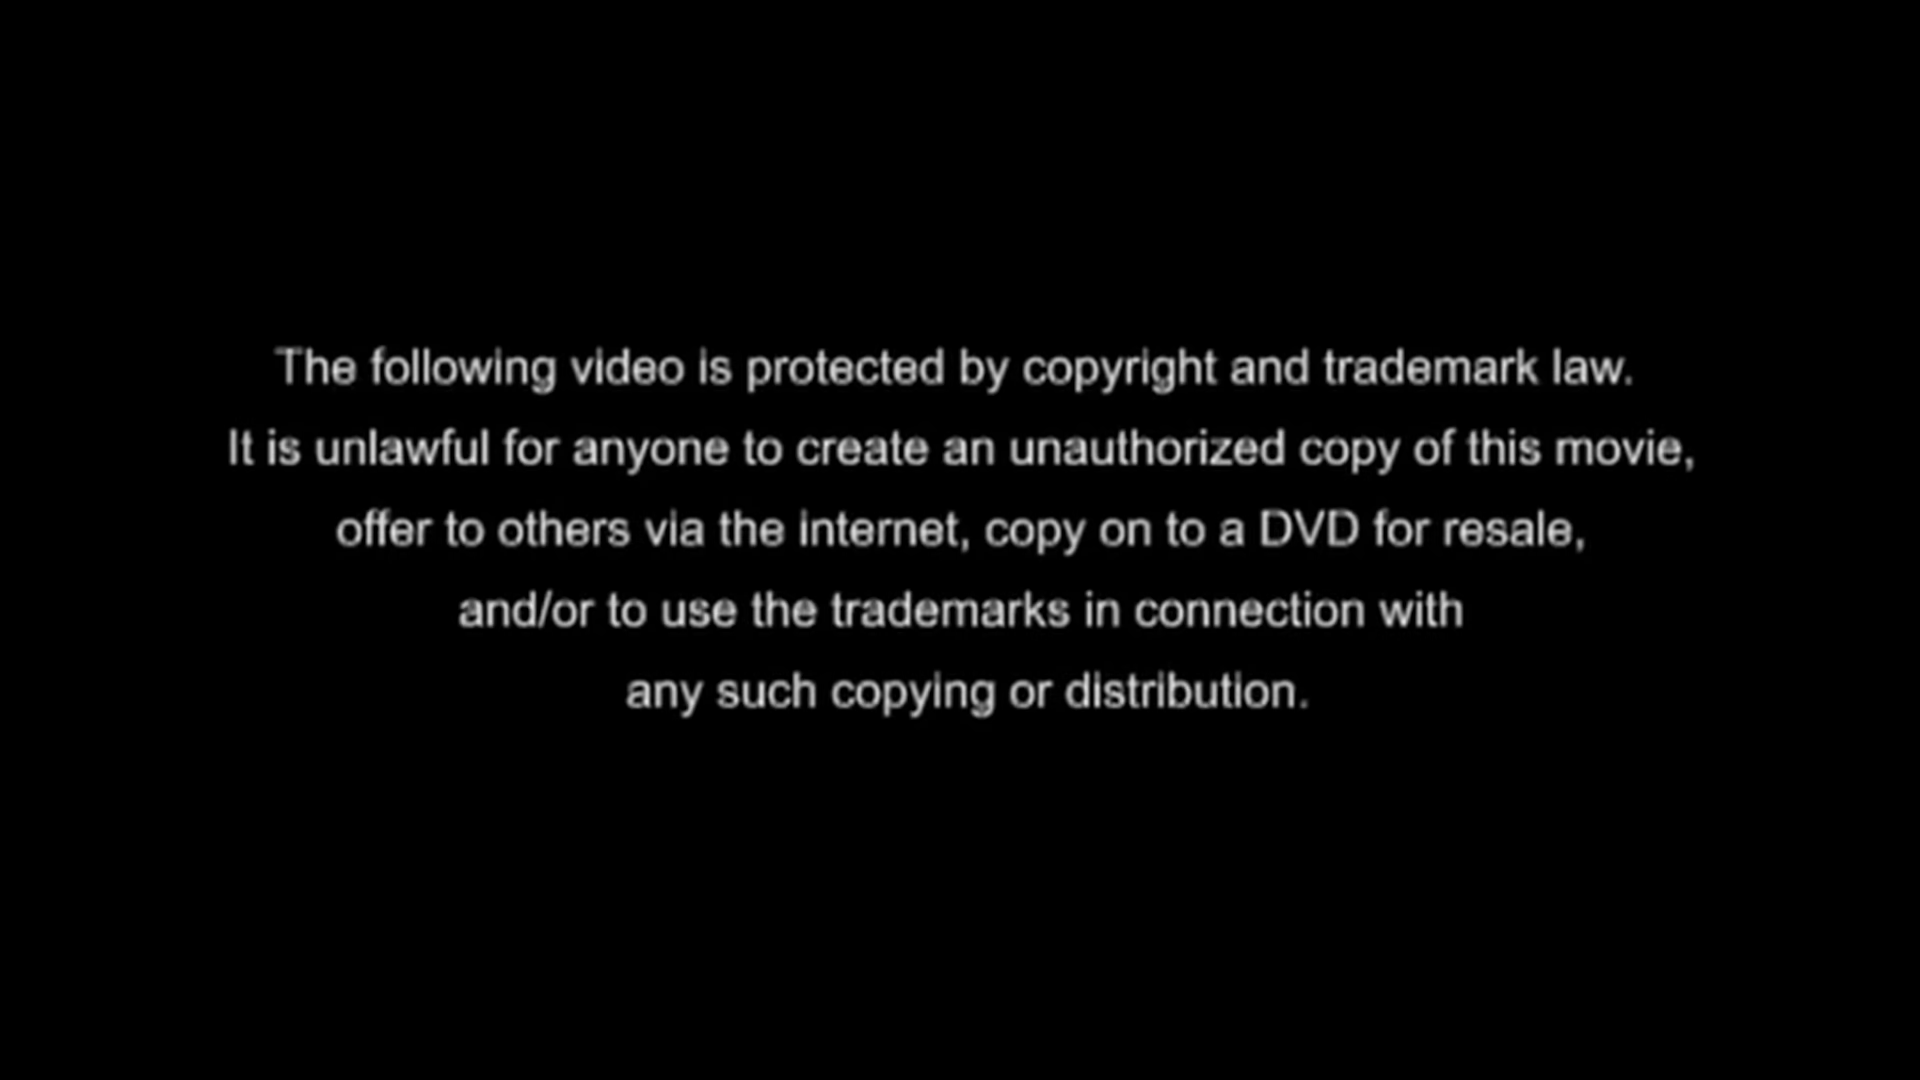 The following video is protected by copyright and trademark law.
It is unlawful for anyone to create an unauthorized copy of this movie,
offer to others via the internet, copy on to a DVD for resale,
and/or to use the trademarks in connection with
any such copying or distribution.